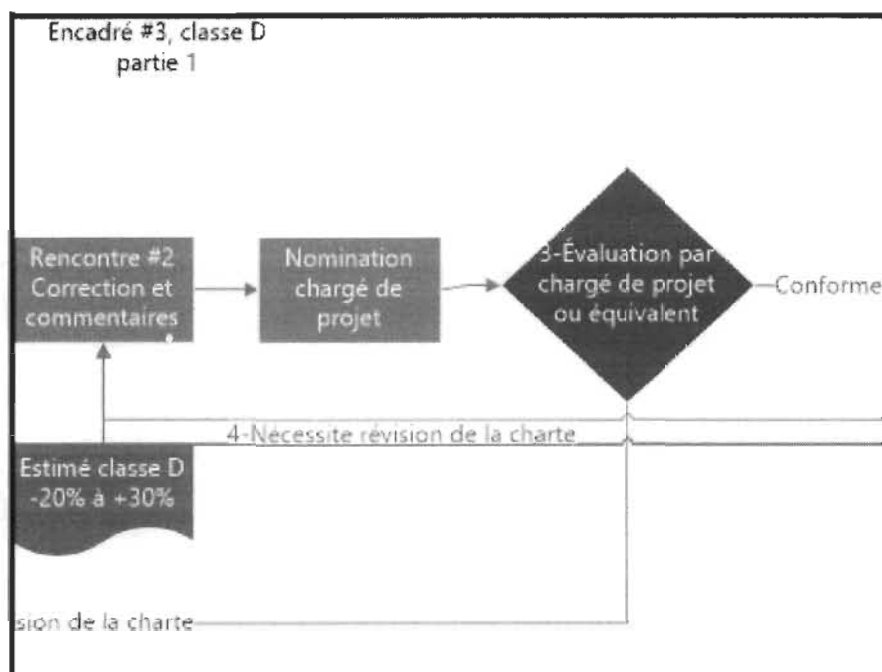 Encadré #3, classe D
partie 1
Rencontre #2
Correction et
commentaires
Nomination
chargé de
projet
3-Évaluation par
chargé de projet
ou équivalent
Conforme
4-Nécessite révision de la charte
Estimé classe D
-20% à +30%
sion de la charte